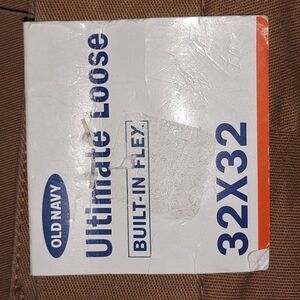 OLD NAVY
Ultimate Loose
BUILT-IN FLEX
32X32